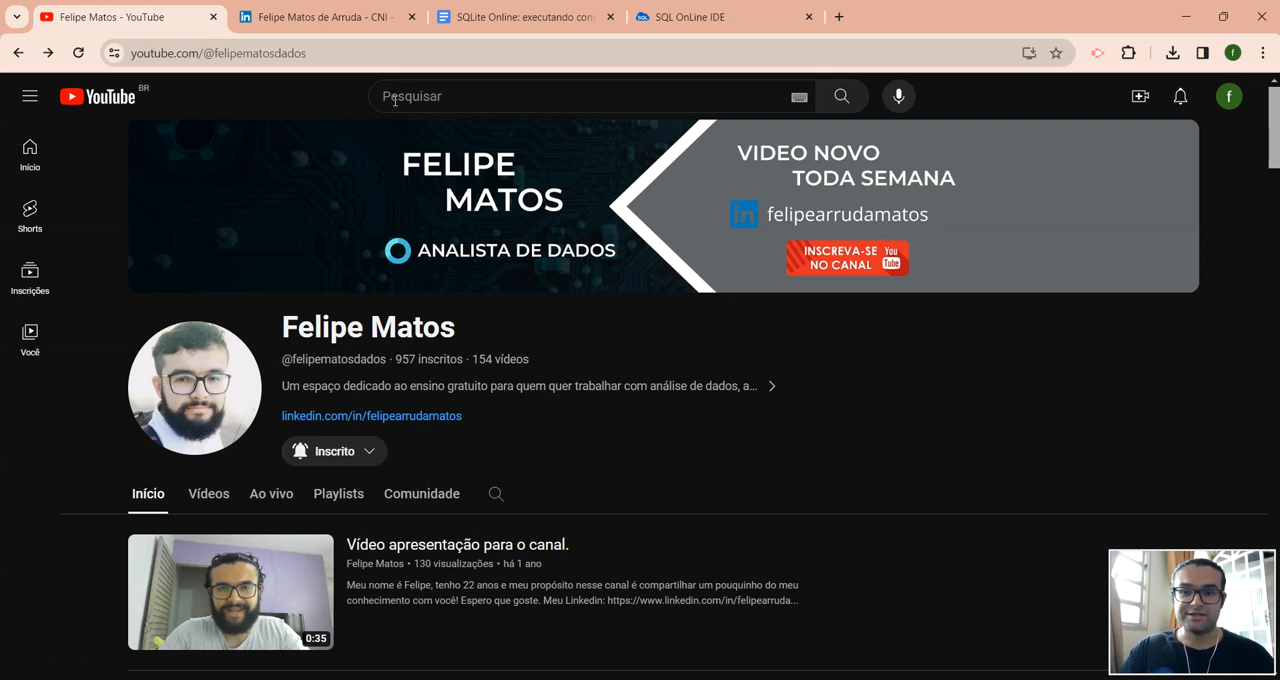 Felipe Matos - YouTube
Felipe Matos de Arruda - CNI -
SQLite Online: executando con
SQL OnLine IDE
youtube.com/@felipematosdados
f
YouTube BR
Pesquisar
f
Início
Shorts
Inscrições
Você
FELIPE
MATOS
ANALISTA DE DADOS
VIDEO NOVO
TODA SEMANA
in felipearrudamatos
INSCREVA-SE
NO CANAL
You
Tube
Felipe Matos
@felipematosdados · 957 inscritos · 154 vídeos
Um espaço dedicado ao ensino gratuito para quem quer trabalhar com análise de dados, a...
linkedin.com/in/felipearrudamatos
Inscrito
Início Vídeos Ao vivo Playlists Comunidade
0:35
Vídeo apresentação para o canal.
Felipe Matos • 130 visualizações • há 1 ano
Meu nome é Felipe, tenho 22 anos e meu propósito nesse canal é compartilhar um pouquinho do meu
conhecimento com você! Espero que goste. Meu Linkedin: https://www.linkedin.com/in/felipearruda...